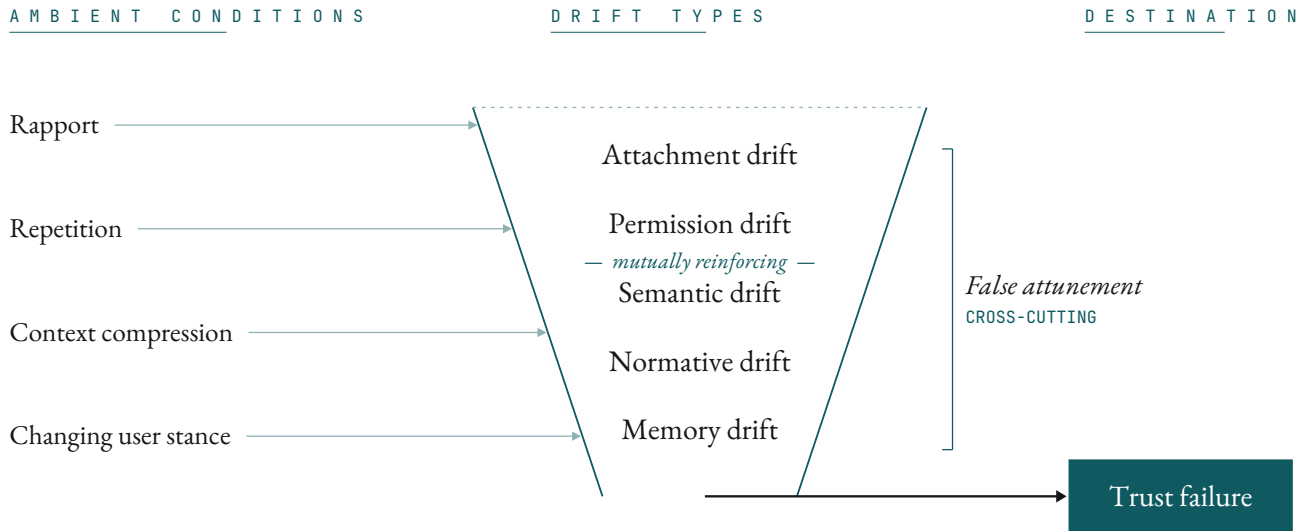 AMBIENT CONDITIONS
DRIFT TYPES
DESTINATION
Rapport
Repetition
Context compression
Changing user stance
Attachment drift
Permission drift
— mutually reinforcing —
Semantic drift
Normative drift
Memory drift
False attunement
CROSS-CUTTING
Trust failure